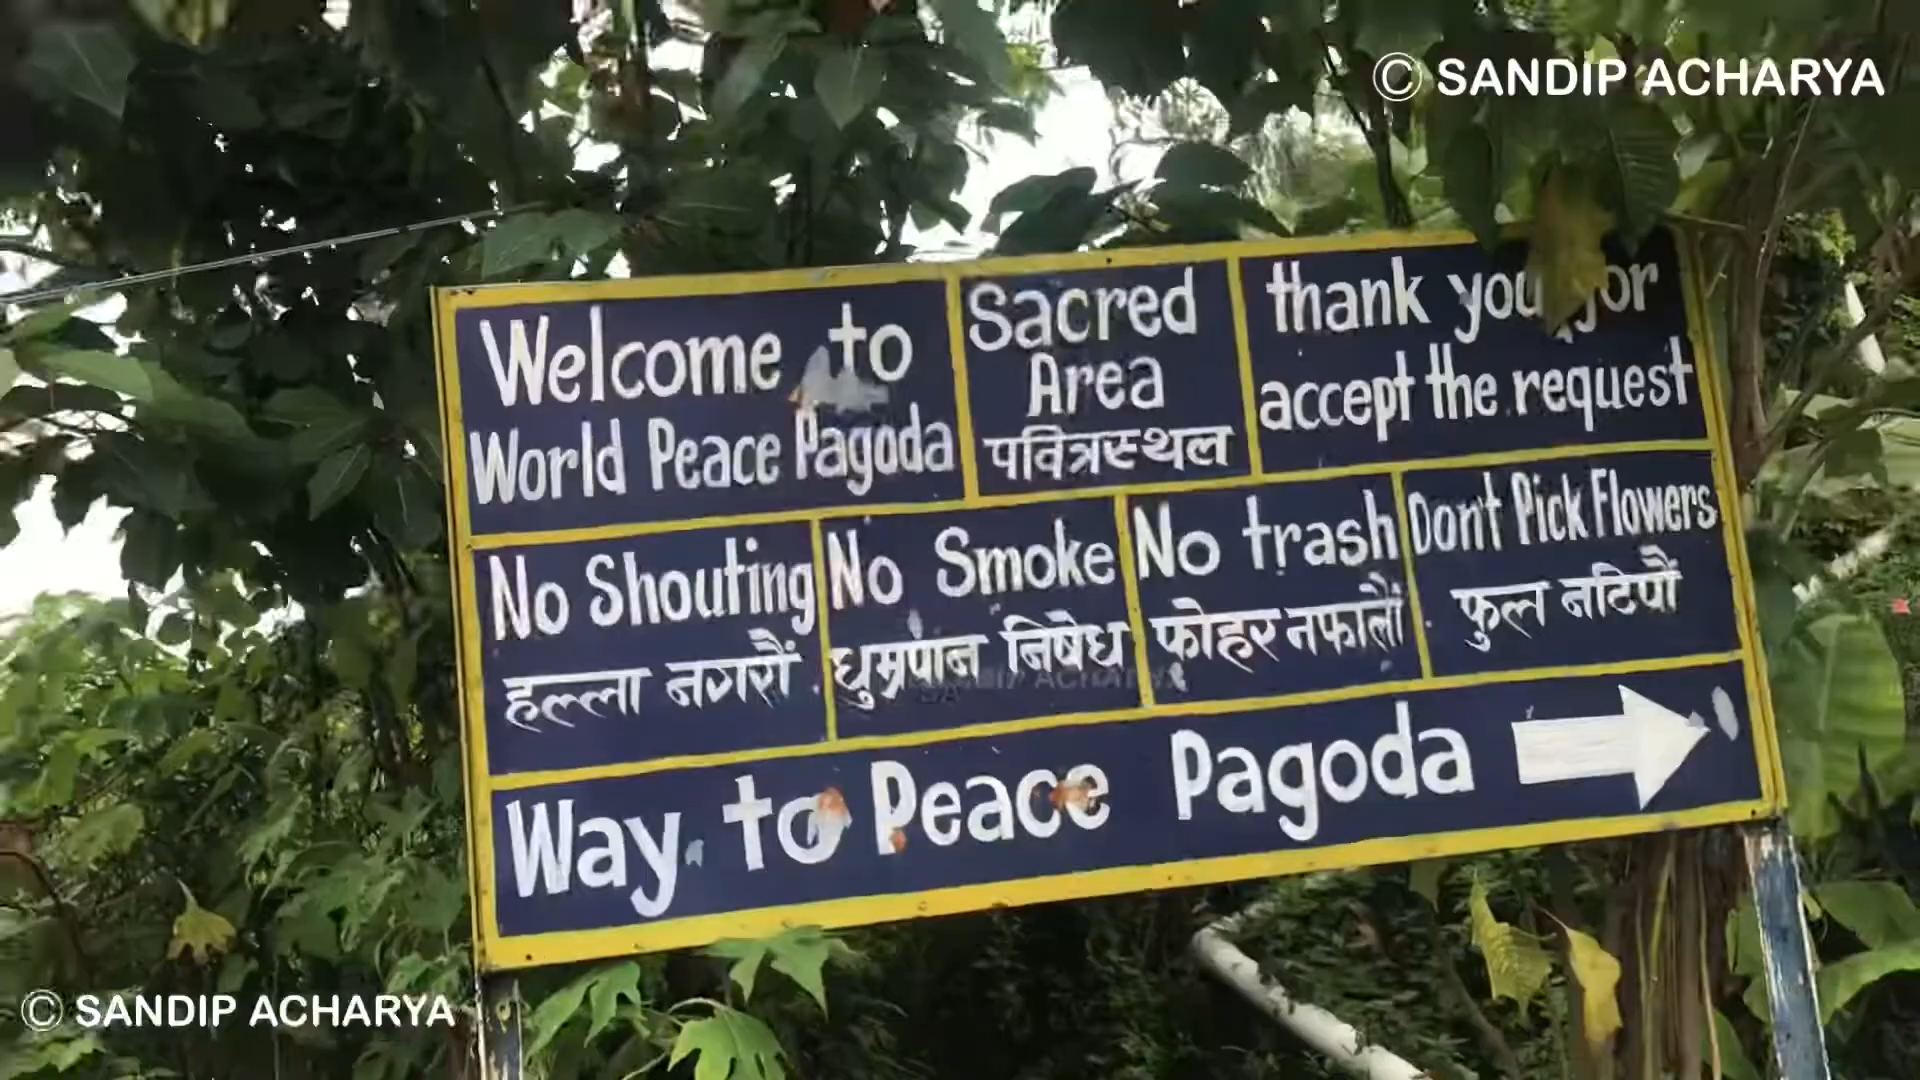 © SANDIP ACHARYA
Welcome to
World Peace Pagoda
Sacred
Area
पवित्रस्थल
thank you for
accept the request
No Shouting
हल्ला नगरौं
No Smoke
धुम्रपान निषेध
No trash
फोहर नफालौं
Don't Pick Flowers
फुल नटिपौं
Way to Peace Pagoda
© SANDIP ACHARYA